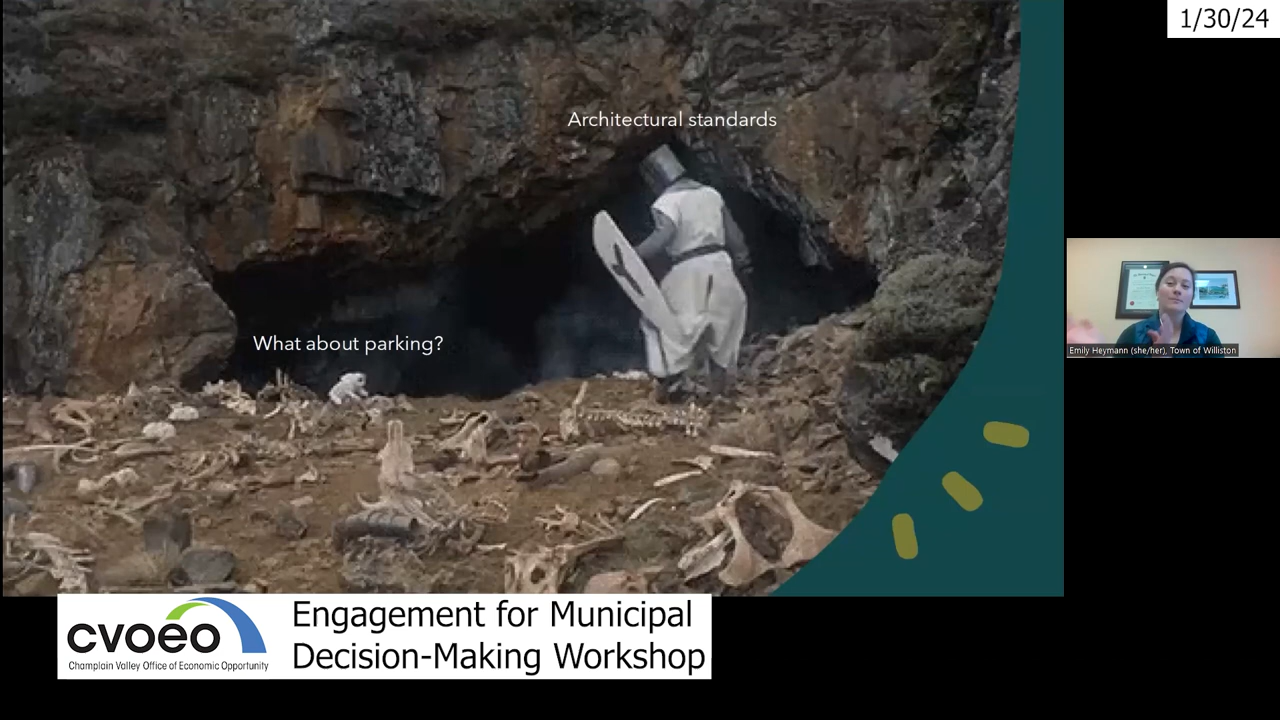 1/30/24
Architectural standards
What about parking?
Emily Heymann (she/her), Town of Williston
cvoeo
Champlain Valley Office of Economic Opportunity
Engagement for Municipal
Decision-Making Workshop